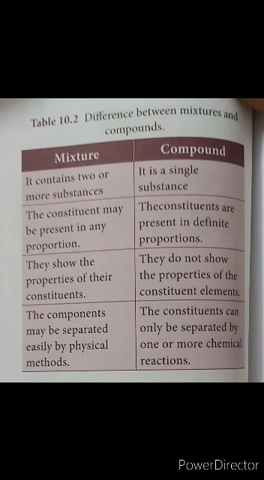 Table 10.2 Difference between mixtures and
compounds.
Mixture
Compound
It contains two or
more substances
It is a single
substance
The constituent may
be present in any
proportion.
Theconstituents are
present in definite
proportions.
They show the
properties of their
constituents.
They do not show
the properties of the
constituent elements.
The components
may be separated
easily by physical
methods.
The constituents can
only be separated by
one or more chemical
reactions.
PowerDirector